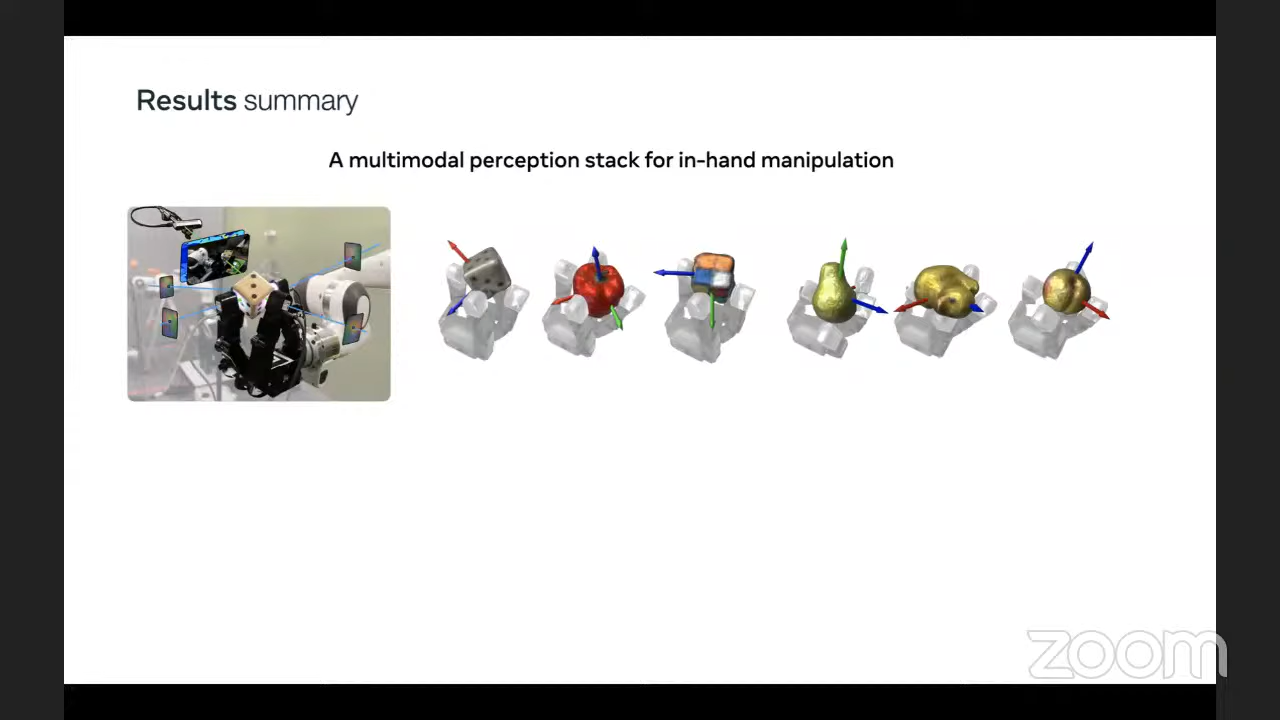 Results summary
A multimodal perception stack for in-hand manipulation
zoom